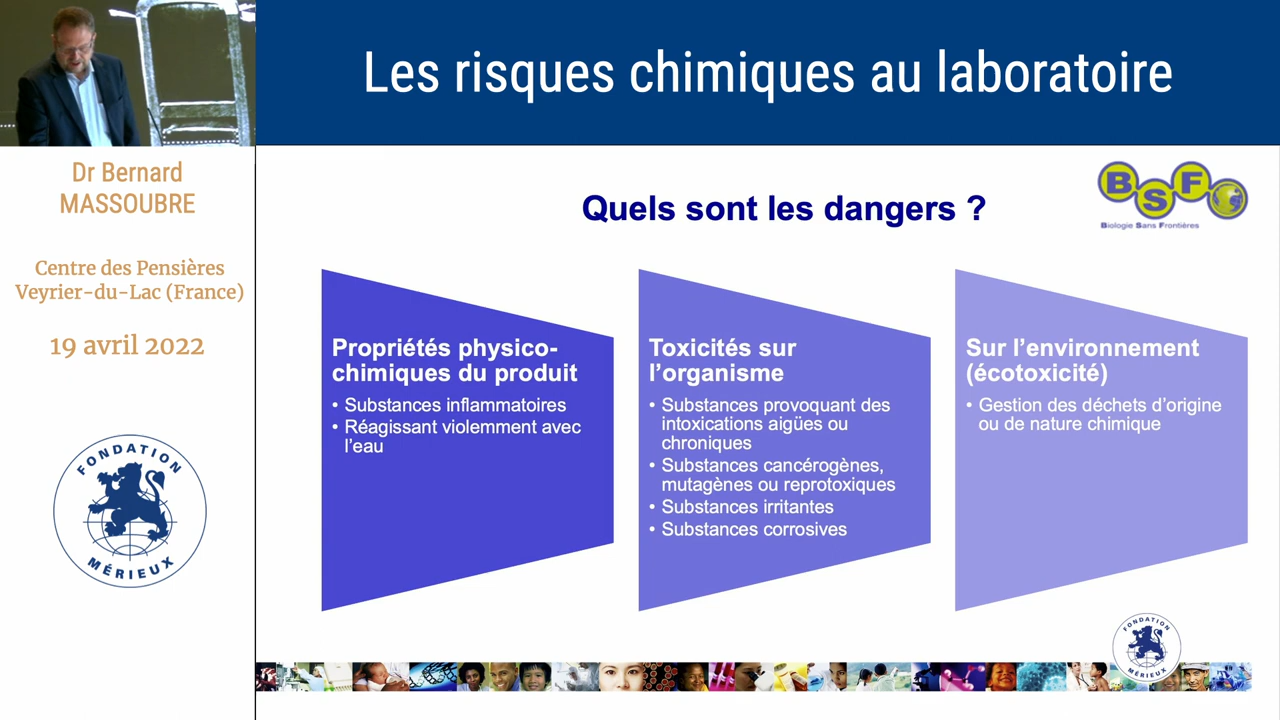 Les risques chimiques au laboratoire
Dr Bernard
MASSOUBRE
Centre des Pensières
Veyrier-du-Lac (France)
19 avril 2022
FONDATION
MÉRIEUX
BSFO
Biologie Sans Frontières
Quels sont les dangers ?
Propriétés physico-
chimiques du produit
• Substances inflammatoires
• Réagissant violemment avec
l’eau
Toxicités sur
l’organisme
• Substances provoquant des
intoxications aigües ou
chroniques
• Substances cancérogènes,
mutagènes ou reprotoxiques
• Substances irritantes
• Substances corrosives
Sur l’environnement
(écotoxicité)
• Gestion des déchets d’origine
ou de nature chimique
FONDATION
MÉRIEUX